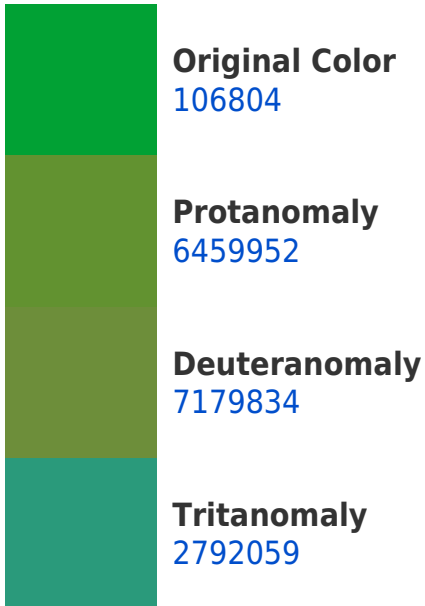 Original Color
106804
Protanomaly
6459952
Deuteranomaly
7179834
Tritanomaly
2792059